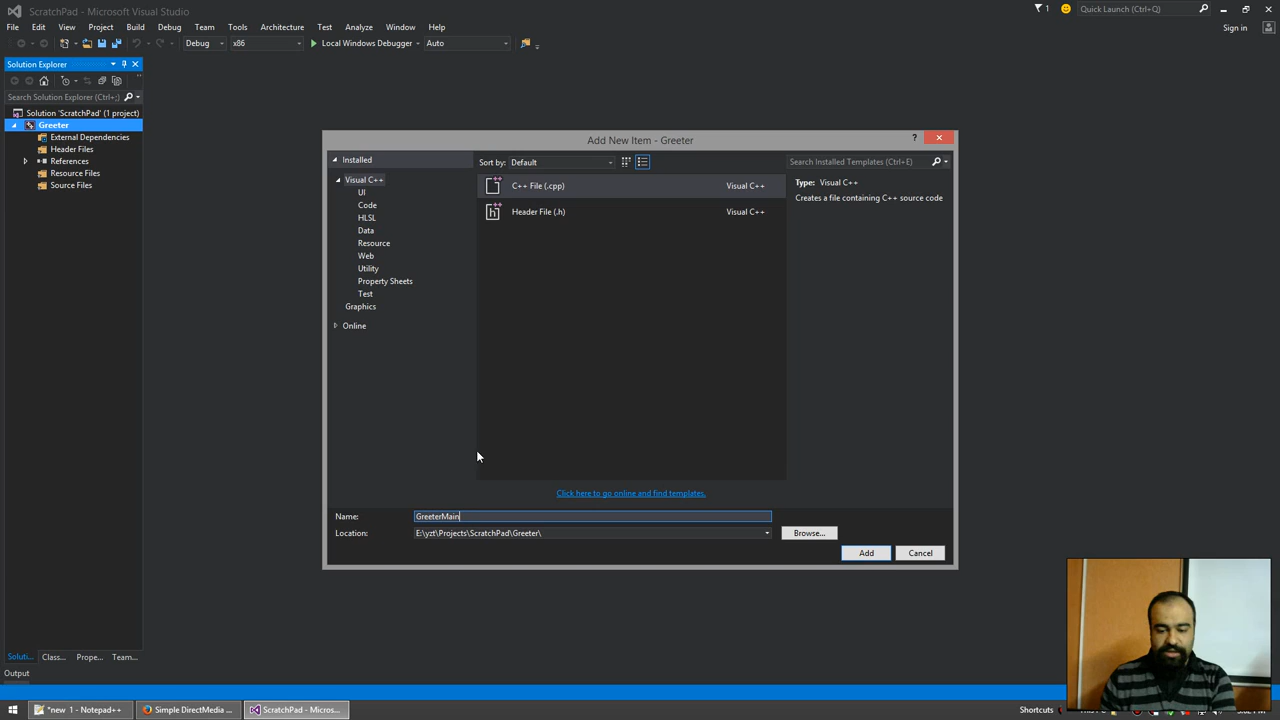 ScratchPad - Microsoft Visual Studio
1
Quick Launch (Ctrl+Q)
File Edit View Project Build Debug Team Tools Architecture Test Analyze Window Help
Sign in
Debug x86 Local Windows Debugger Auto
Solution Explorer
Search Solution Explorer (Ctrl+;)
Solution 'ScratchPad' (1 project)
Greeter
External Dependencies
Header Files
References
Resource Files
Source Files
Add New Item - Greeter
?
Installed
Sort by: Default
Search Installed Templates (Ctrl+E)
Visual C++
UI
Code
HLSL
Data
Resource
Web
Utility
Property Sheets
Test
Graphics
Online
C++ File (.cpp) Visual C++
Header File (.h) Visual C++
Type: Visual C++
Creates a file containing C++ source code
Click here to go online and find templates.
Name: GreeterMain
Location: E:\yzt\Projects\ScratchPad\Greeter\
Browse...
Add Cancel
Soluti... Class... Prope... Team...
Output
*new 1 - Notepad++
Simple DirectMedia ...
ScratchPad - Micros...
Shortcuts